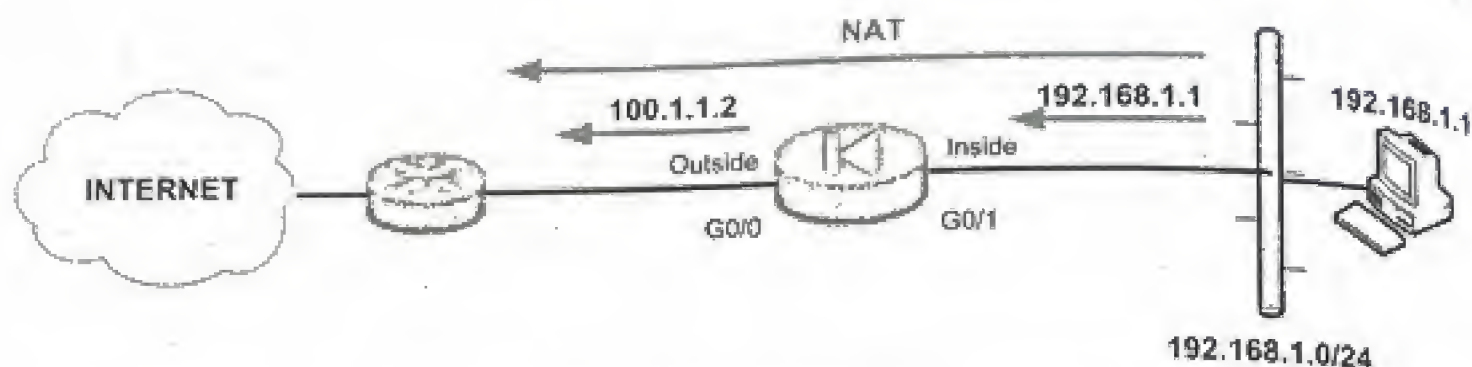 NAT
100.1.1.2
192.168.1.1
192.168.1.1
Outside
Inside
INTERNET
G0/0
G0/1
192.168.1.0/24